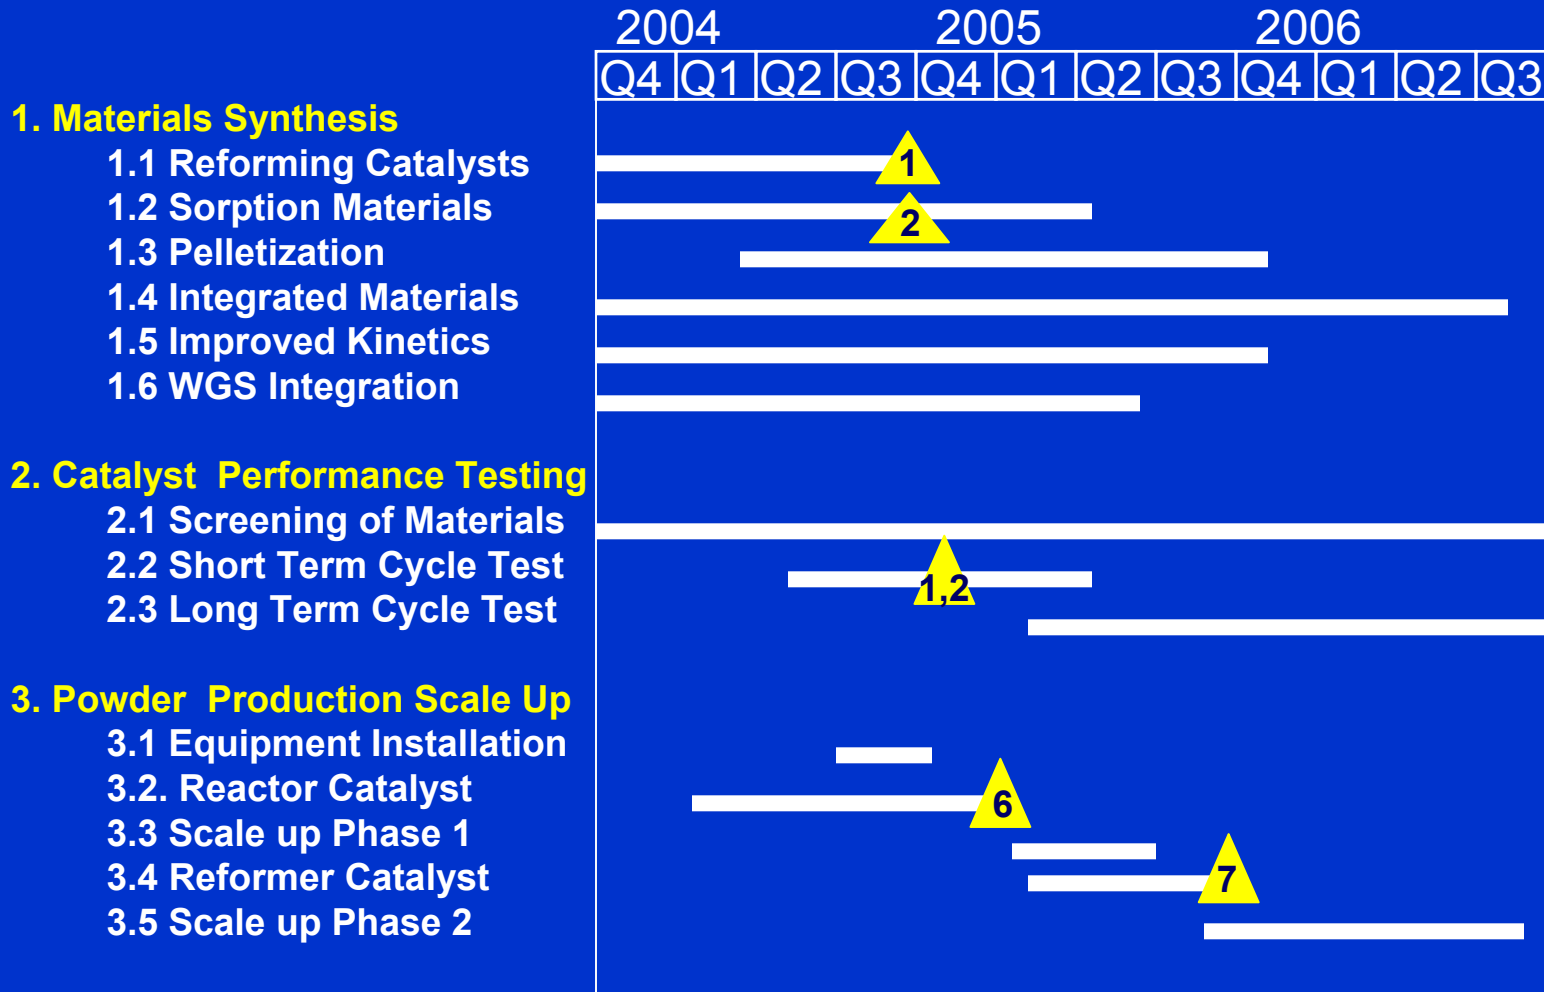 2004 2005 2006
Q4 Q1 Q2 Q3 Q4 Q1 Q2 Q3 Q4 Q1 Q2 Q3
1. Materials Synthesis
1.1 Reforming Catalysts 1
1.2 Sorption Materials 2
1.3 Pelletization
1.4 Integrated Materials
1.5 Improved Kinetics
1.6 WGS Integration
2. Catalyst Performance Testing
2.1 Screening of Materials
2.2 Short Term Cycle Test 1,2
2.3 Long Term Cycle Test
3. Powder Production Scale Up
3.1 Equipment Installation
3.2. Reactor Catalyst 6
3.3 Scale up Phase 1
3.4 Reformer Catalyst 7
3.5 Scale up Phase 2